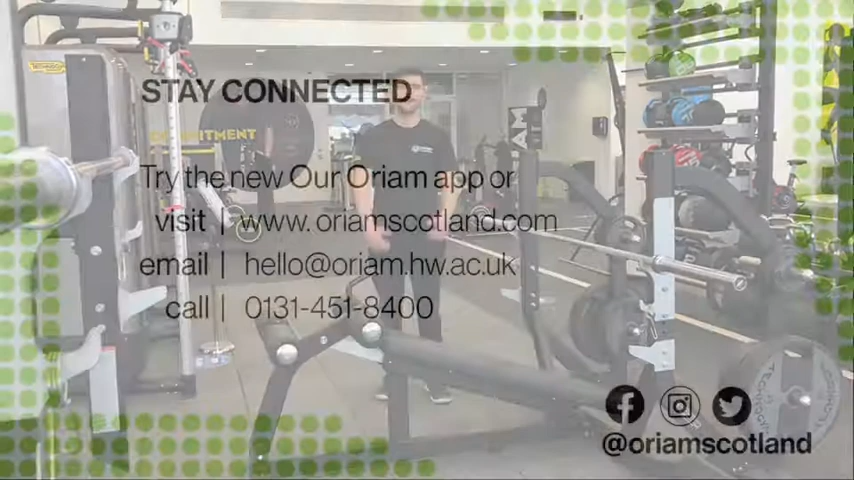 STAY CONNECTED
COMMITMENT
Try the new Our Oriam app or
visit | www.oriamscotland.com
email | hello@oriam.hw.ac.uk
call | 0131-451-8400
@oriamscotland